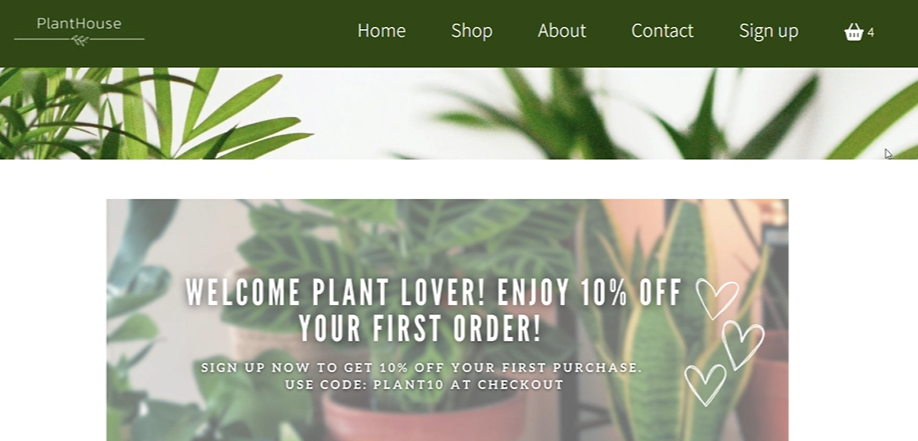 PlantHouse
Home Shop About Contact Sign up 4
WELCOME PLANT LOVER! ENJOY 10% OFF
YOUR FIRST ORDER!
SIGN UP NOW TO GET 10% OFF YOUR FIRST PURCHASE.
USE CODE: PLANT10 AT CHECKOUT